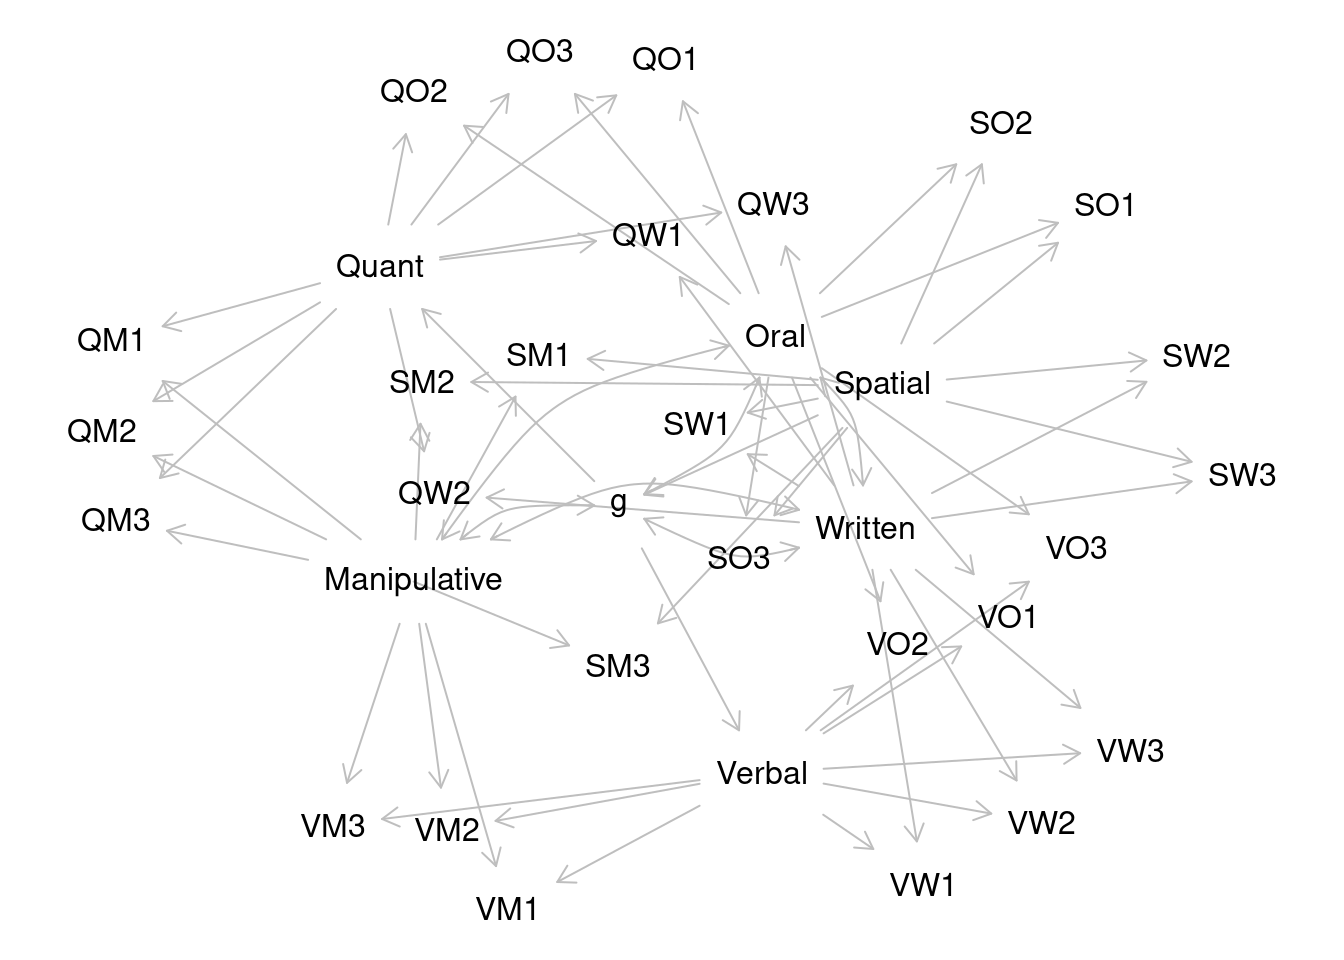 QO3
QO1
QO2
SO2
QW3
SO1
QW1
Quant
Oral
QM1
SM1
SW2
SM2
Spatial
SW1
QM2
SW3
QW2
g
QM3
Written
VO3
SO3
Manipulative
VO1
VO2
SM3
VW3
Verbal
VM3
VM2
VW2
VW1
VM1